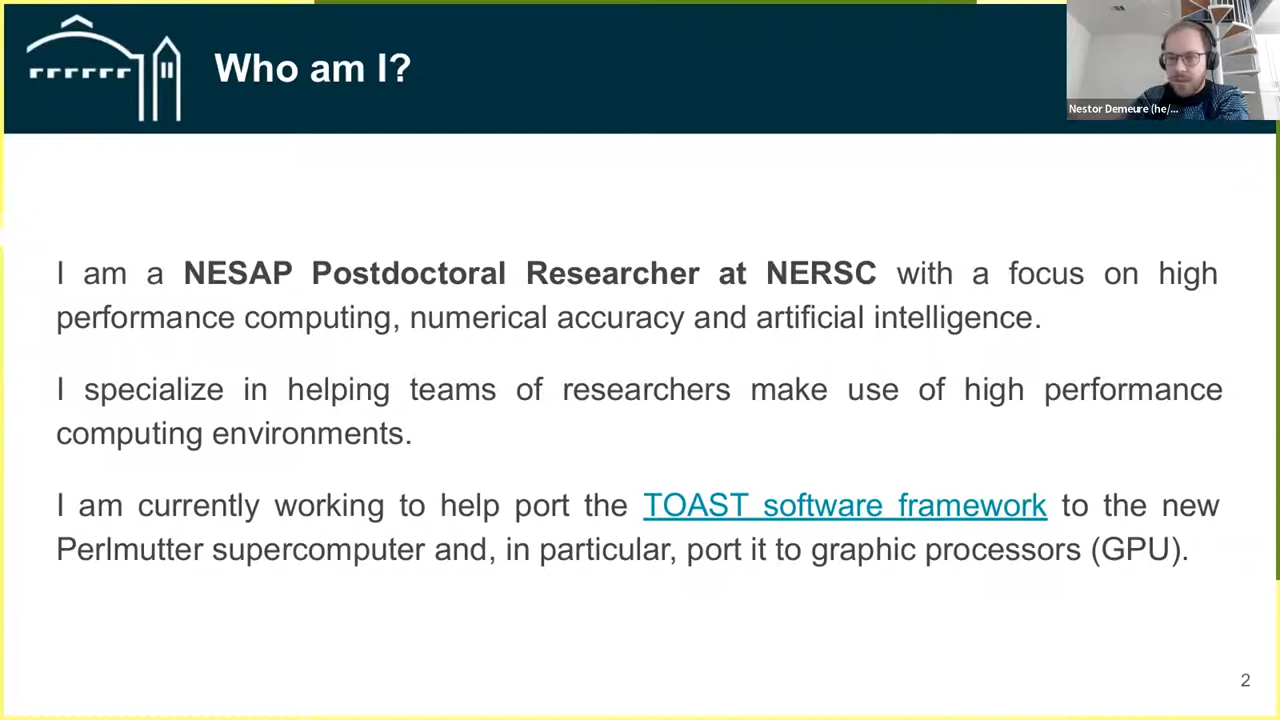 Who am I?
Nestor Demeure (he/...
I am a NESAP Postdoctoral Researcher at NERSC with a focus on high
performance computing, numerical accuracy and artificial intelligence.
I specialize in helping teams of researchers make use of high performance
computing environments.
I am currently working to help port the TOAST software framework to the new
Perlmutter supercomputer and, in particular, port it to graphic processors (GPU).
2